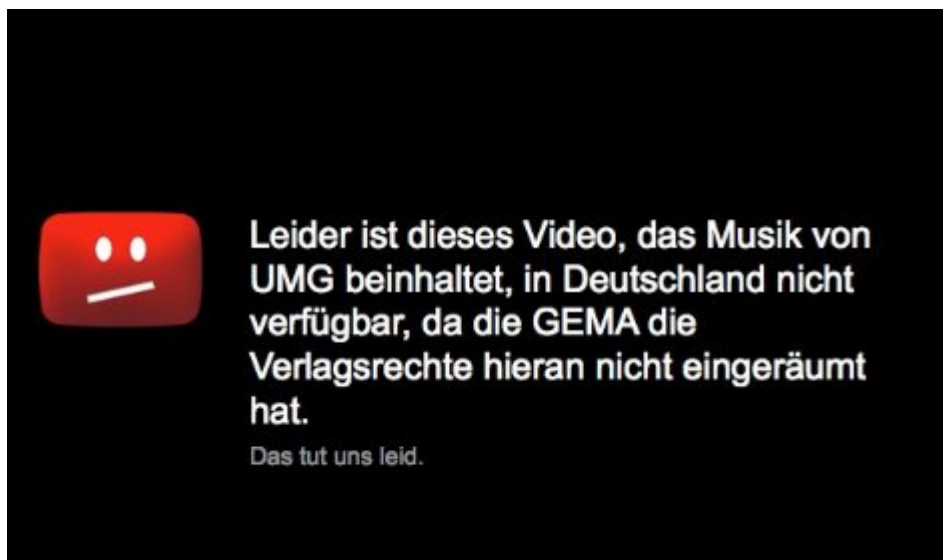 Leider ist dieses Video, das Musik von
UMG beinhaltet, in Deutschland nicht
verfügbar, da die GEMA die
Verlagsrechte hieran nicht eingeräumt
hat.
Das tut uns leid.